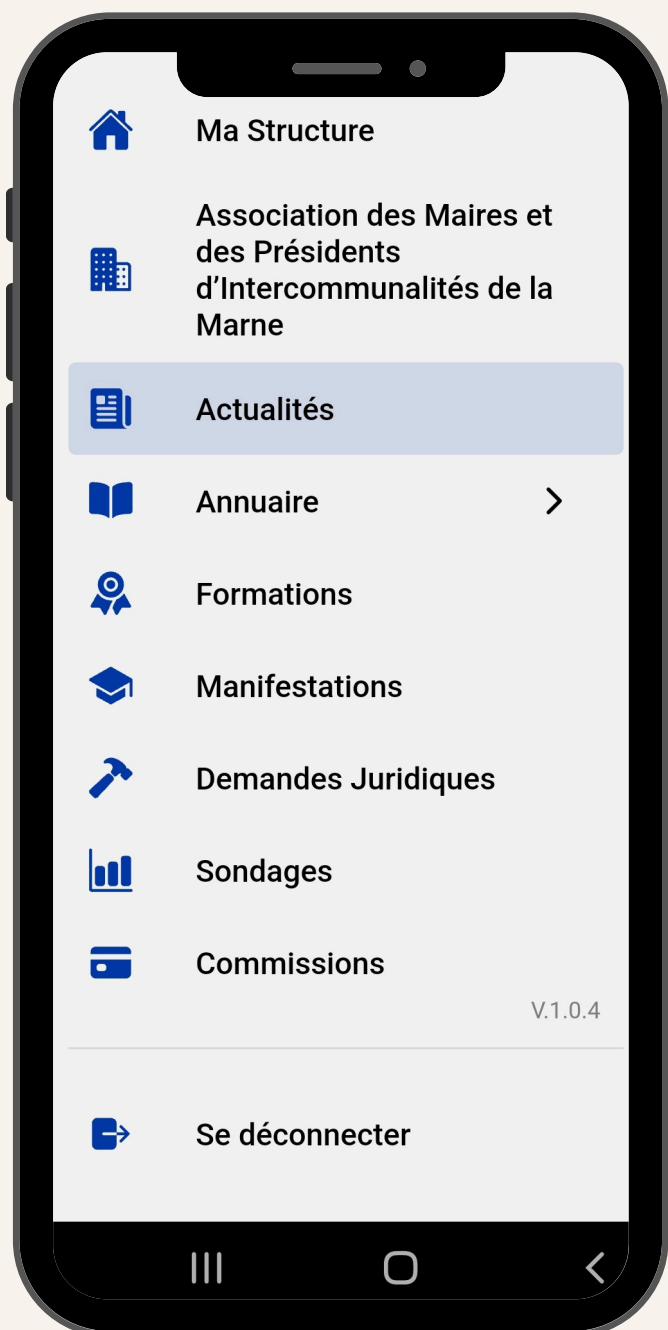 Ma Structure
Association des Maires et
des Présidents
d’Intercommunalités de la
Marne
Actualités
Annuaire
Formations
Manifestations
Demandes Juridiques
Sondages
Commissions
V.1.0.4
Se déconnecter